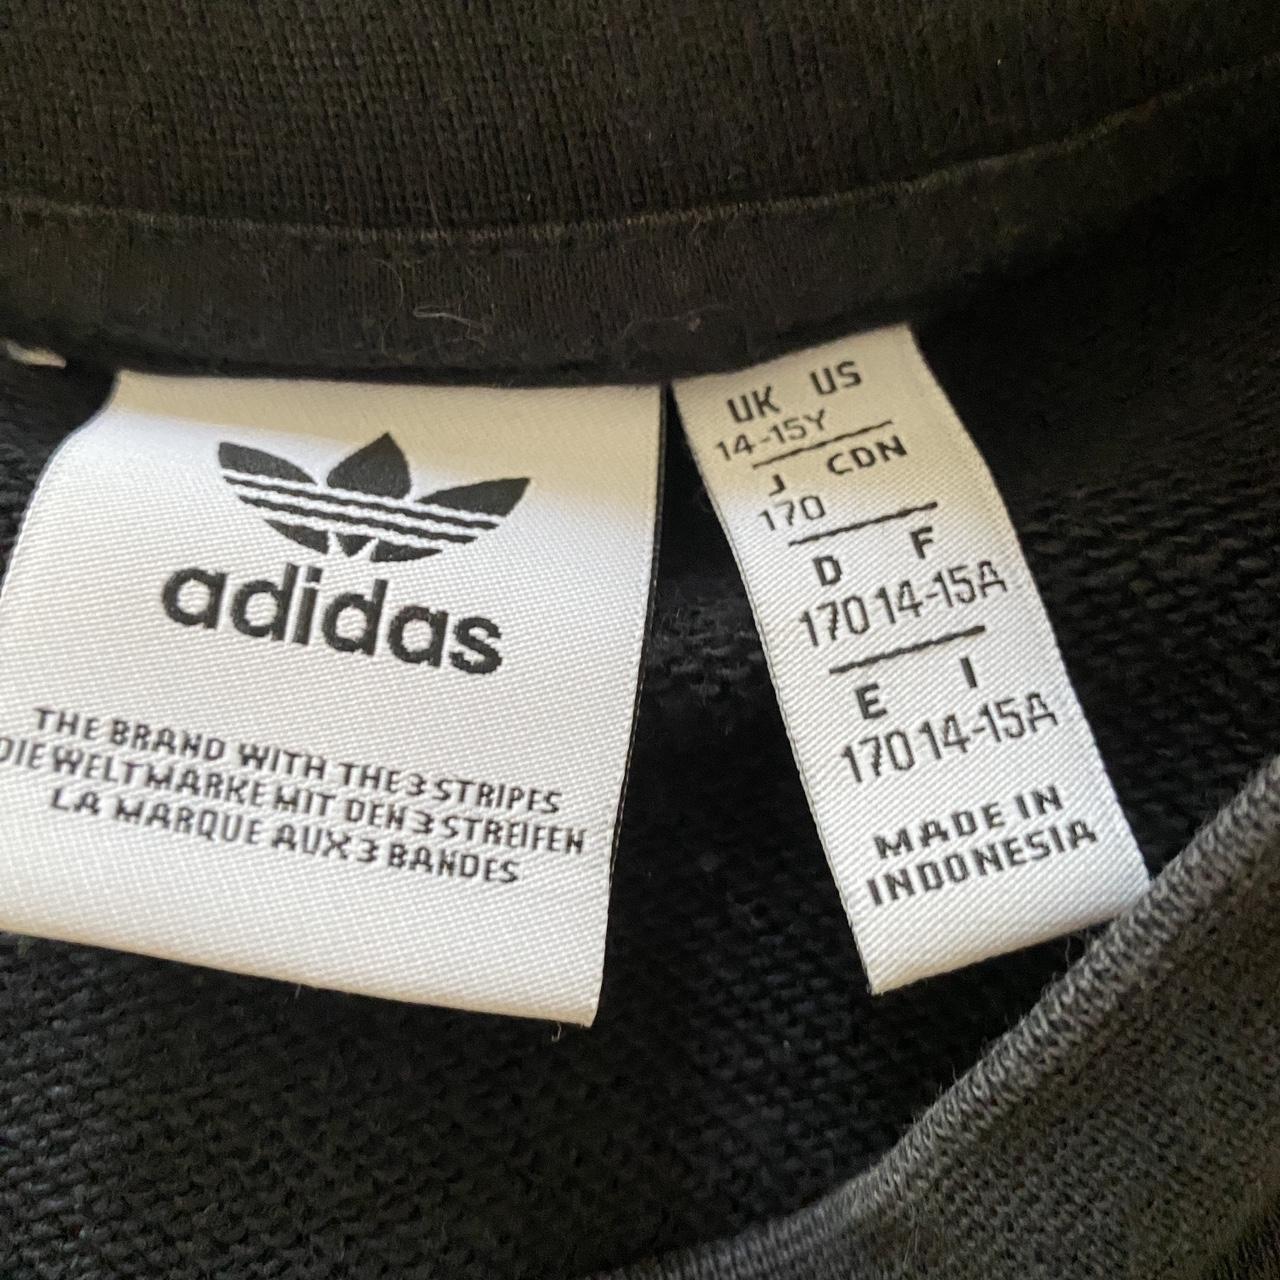 adidas
THE BRAND WITH THE 3 STRIPES
DIE WELTMARKE MIT DEN 3 STREIFEN
LA MARQUE AUX 3 BANDES
UK US
14-15Y
J CDN
170
D F
170 14-15A
E I
170 14-15A
MADE IN
INDONESIA